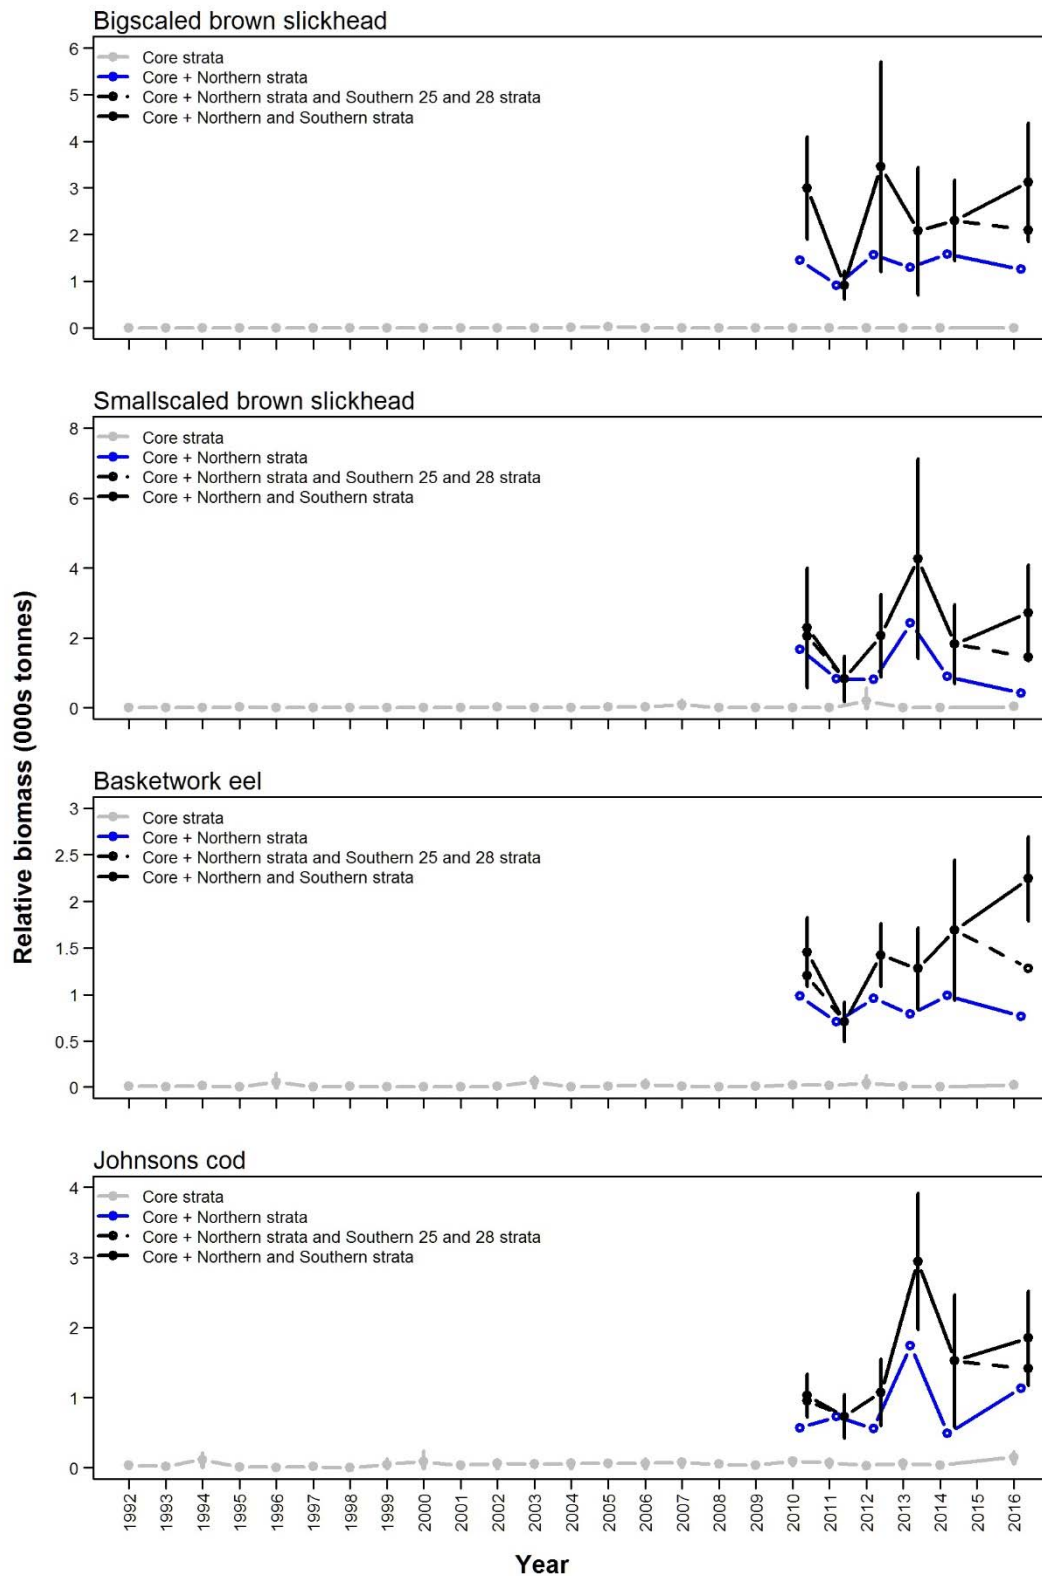 Bigscaled brown slickhead
6
5
4
3
2
1
0
Core strata
Core + Northern strata
Core + Northern strata and Southern 25 and 28 strata
Core + Northern and Southern strata
Smallscaled brown slickhead
8
6
4
2
0
Core strata
Core + Northern strata
Core + Northern strata and Southern 25 and 28 strata
Core + Northern and Southern strata
Relative biomass (000s tonnes)
Basketwork eel
3
2.5
2
1.5
1
0.5
0
Core strata
Core + Northern strata
Core + Northern strata and Southern 25 and 28 strata
Core + Northern and Southern strata
Johnsons cod
4
3
2
1
0
Core strata
Core + Northern strata
Core + Northern strata and Southern 25 and 28 strata
Core + Northern and Southern strata
1992 1993 1994 1995 1996 1997 1998 1999 2000 2001 2002 2003 2004 2005 2006 2007 2008 2009 2010 2011 2012 2013 2014 2015 2016
Year